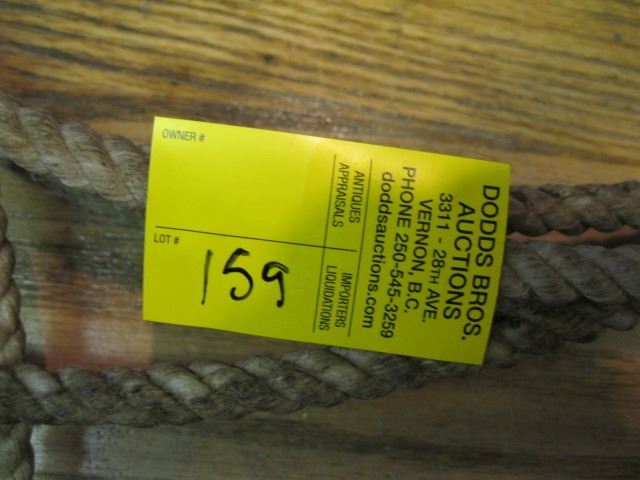 DODDS BROS.
AUCTIONS
3311 - 28TH AVE.
VERNON, B.C.
PHONE 250-545-3259
doddsauctions.com
ANTIQUES
APPRAISALS
IMPORTERS
LIQUIDATIONS
OWNER #
LOT #
159